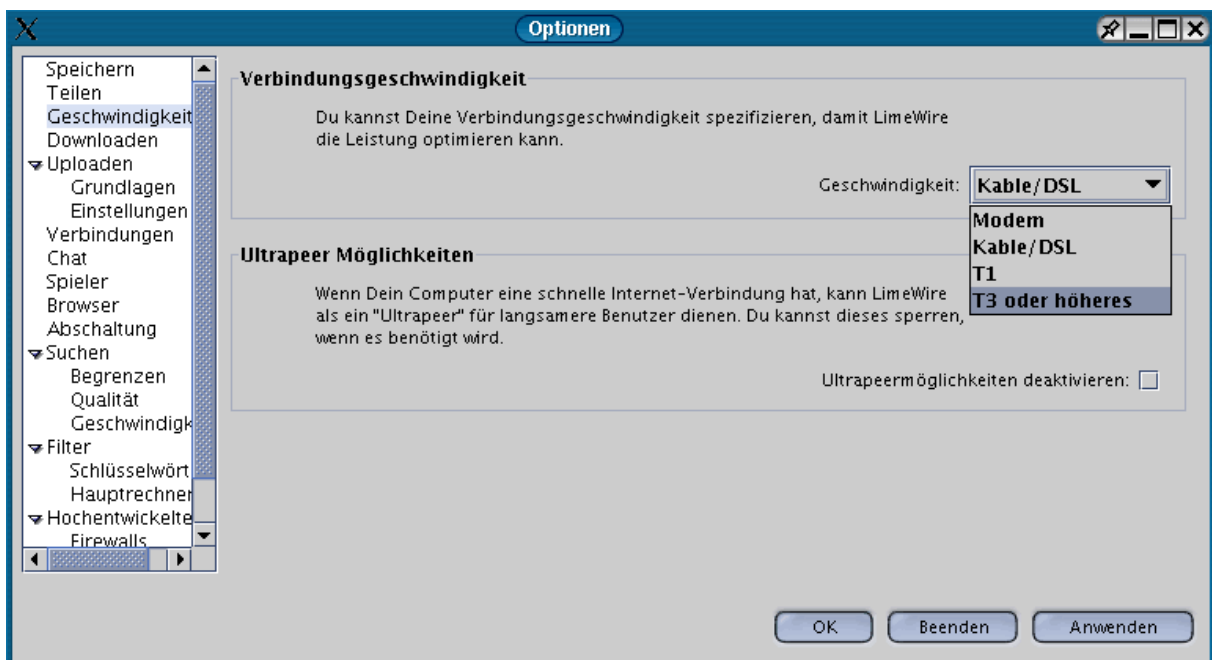 Optionen
Speichern
Teilen
Geschwindigkeit
Downloaden
Uploaden
Grundlagen
Einstellungen
Verbindungen
Chat
Spieler
Browser
Abschaltung
Suchen
Begrenzen
Qualität
Geschwindigk
Filter
Schlüsselwört
Hauptrechner
Hochentwickelte
Firewalls
Verbindungsgeschwindigkeit
Du kannst Deine Verbindungsgeschwindigkeit spezifizieren, damit LimeWire
die Leistung optimieren kann.
Geschwindigkeit: Kable/DSL
Modem
Kable/DSL
T1
T3 oder höheres
Ultrapeer Möglichkeiten
Wenn Dein Computer eine schnelle Internet-Verbindung hat, kann LimeWire
als ein "Ultrapeer" für langsamere Benutzer dienen. Du kannst dieses sperren,
wenn es benötigt wird.
Ultrapeermöglichkeiten deaktivieren:
OK Beenden Anwenden